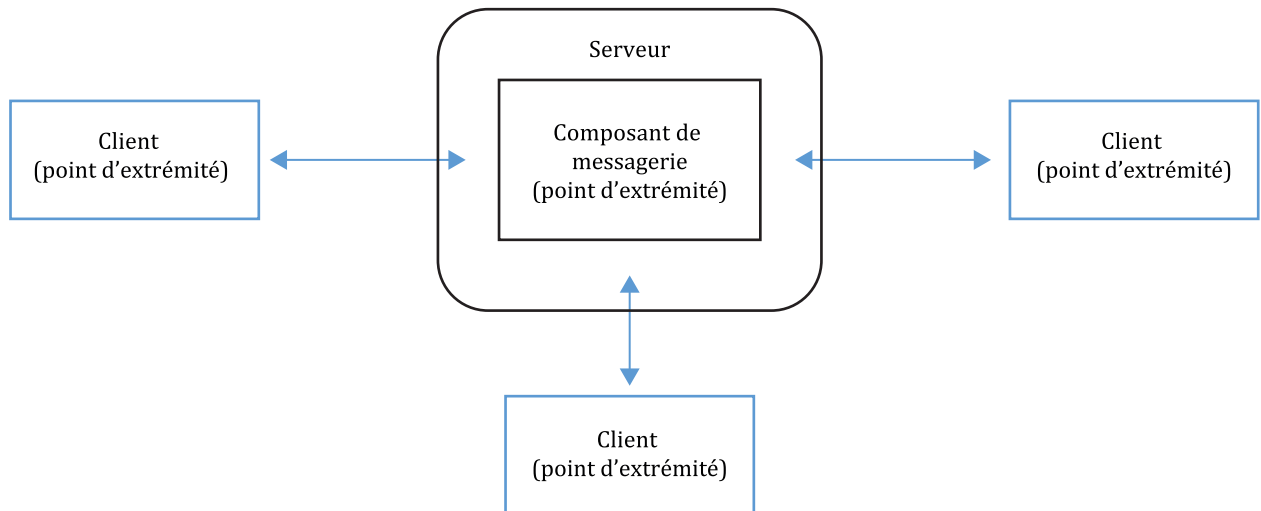 Serveur
Client
(point d’extrémité)
Composant de
messagerie
(point d’extrémité)
Client
(point d’extrémité)
Client
(point d’extrémité)